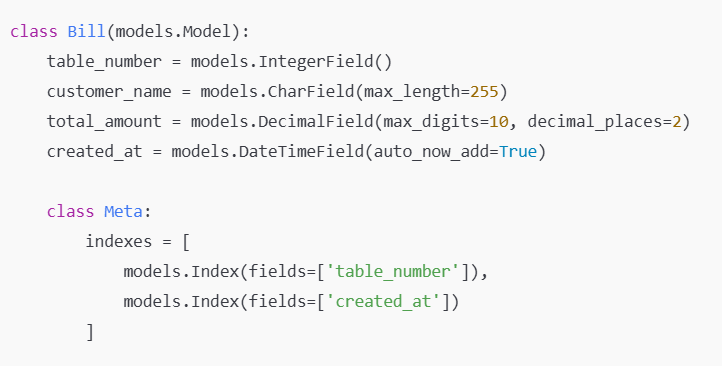 class Bill(models.Model):
    table_number = models.IntegerField()
    customer_name = models.CharField(max_length=255)
    total_amount = models.DecimalField(max_digits=10, decimal_places=2)
    created_at = models.DateTimeField(auto_now_add=True)

    class Meta:
        indexes = [
            models.Index(fields=['table_number']),
            models.Index(fields=['created_at'])
        ]